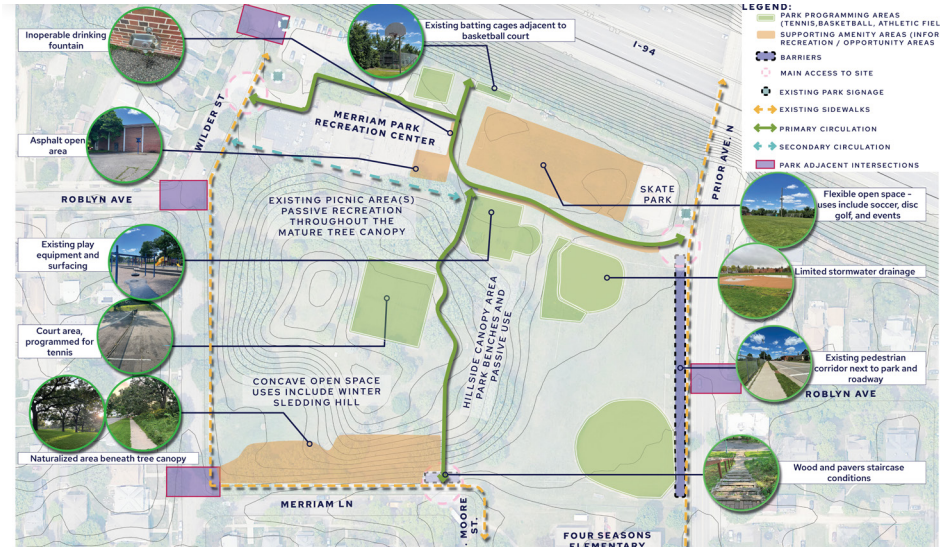 LEGEND:
PARK PROGRAMMING AREAS
(TENNIS, BASKETBALL, ATHLETIC FIEL
SUPPORTING AMENITY AREAS (INFOR
RECREATION / OPPORTUNITY AREAS
BARRIERS
MAIN ACCESS TO SITE
EXISTING PARK SIGNAGE
EXISTING SIDEWALKS
PRIMARY CIRCULATION
SECONDARY CIRCULATION
PARK ADJACENT INTERSECTIONS
Inoperable drinking
fountain
Existing batting cages adjacent to
basketball court
I-94
WILDER ST
MERRIAM PARK
RECREATION CENTER
PRIOR AVE. N
Asphalt open
area
ROBLYN AVE
EXISTING PICNIC AREA(S)
PASSIVE RECREATION
THROUGHOUT THE
MATURE TREE CANOPY
SKATE
PARK
Flexible open space -
uses include soccer, disc
golf, and events
Existing play
equipment and
surfacing
Limited stormwater drainage
Court area,
programmed for
tennis
HILLSIDE CANOPY AREA
PARK BENCHES AND
PASSIVE USE
Existing pedestrian
corridor next to park and
roadway
ROBLYN AVE
CONCAVE OPEN SPACE
USES INCLUDE WINTER
SLEDDING HILL
Naturalized area beneath tree canopy
Wood and pavers staircase
conditions
MERRIAM LN
. MOORE
ST.
FOUR SEASONS
ELEMENTARY